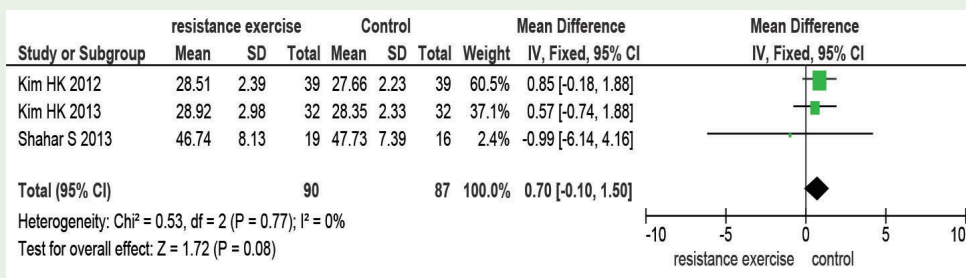 resistance exercise Control Mean Difference Mean Difference
Study or Subgroup Mean SD Total Mean SD Total Weight IV, Fixed, 95% CI IV, Fixed, 95% CI
Kim HK 2012 28.51 2.39 39 27.66 2.23 39 60.5% 0.85 [-0.18, 1.88]
Kim HK 2013 28.92 2.98 32 28.35 2.33 32 37.1% 0.57 [-0.74, 1.88]
Shahar S 2013 46.74 8.13 19 47.73 7.39 16 2.4% -0.99 [-6.14, 4.16]
Total (95% CI) 90 87 100.0% 0.70 [-0.10, 1.50]
Heterogeneity: Chi² = 0.53, df = 2 (P = 0.77); I² = 0%
Test for overall effect: Z = 1.72 (P = 0.08)
-10 -5 0 5 10
resistance exercise control